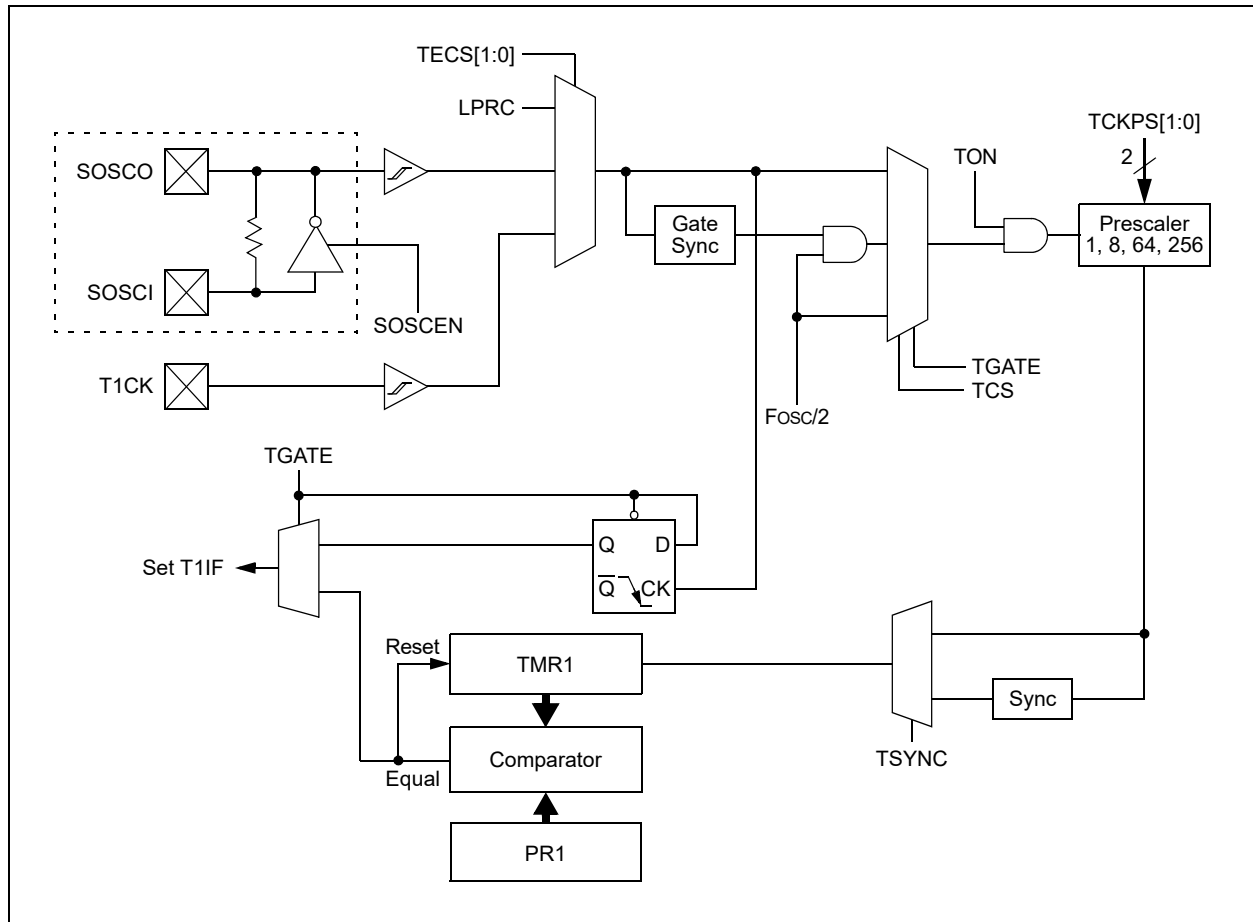 TECS[1:0]
LPRC
TCKPS[1:0]
SOSCO
TON
2
Gate
Sync
Prescaler
1, 8, 64, 256
SOSCI
SOSCEN
T1CK
TGATE
TCS
FOSC/2
TGATE
Q
D
Set T1IF
Q
CK
Reset
TMR1
Sync
Comparator
Equal
TSYNC
PR1